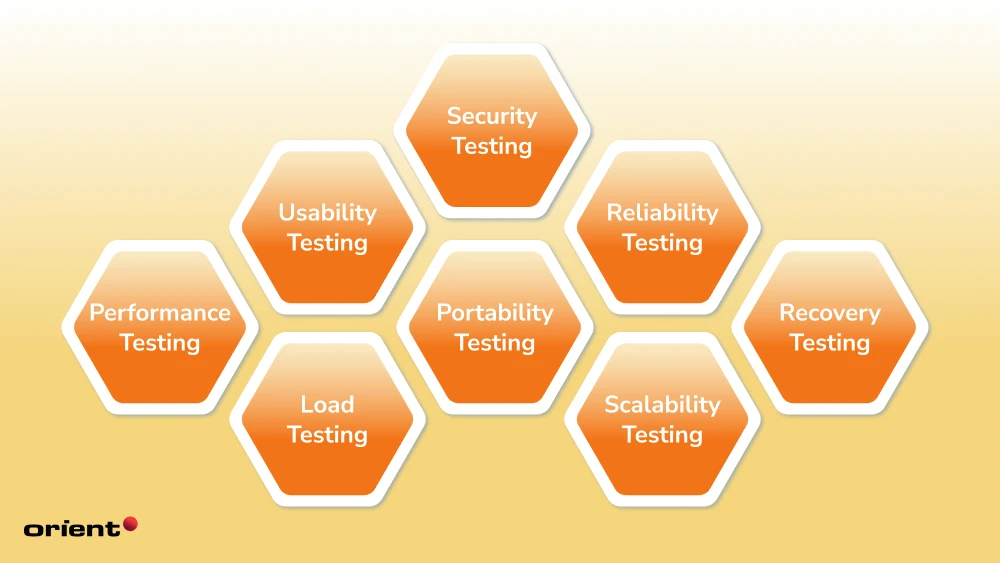 Security
Testing
Usability
Testing
Reliability
Testing
Performance
Testing
Portability
Testing
Recovery
Testing
Load
Testing
Scalability
Testing
orient